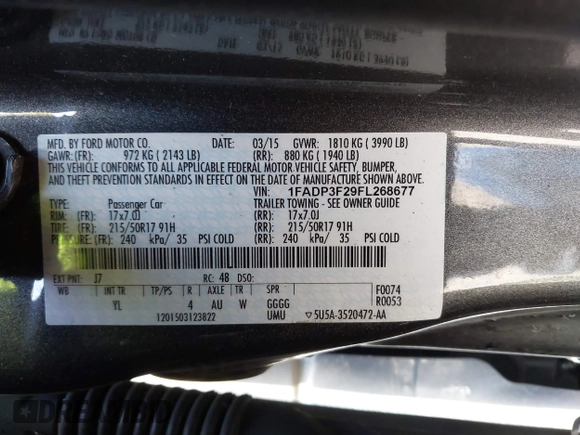 MFD. BY FORD MOTOR CO. DATE: 03/15 GVWR: 1810 KG ( 3990 LB)
GAWR:(FR): 972 KG ( 2143 LB) (RR): 880 KG ( 1940 LB)
THIS VEHICLE CONFORMS TO ALL APPLICABLE FEDERAL MOTOR VEHICLE SAFETY, BUMPER,
AND THEFT PREVENTION STANDARDS IN EFFECT ON THE DATE OF MANUFACTURE SHOWN ABOVE.
VIN: 1FADP3F29FL268677
TYPE: Passenger Car TRAILER TOWING - SEE OWNER GUIDE
RIM: (FR) 17x7.0J (RR): 17x7.0J
TIRE: (FR) 215/50R17 91H (RR): 215/50R17 91H
PRESSURE: (FR) 240 kPa/ 35 PSI COLD (RR): 240 kPa/ 35 PSI COLD
EXT PNT: J7 RC: 48 DSO: F0074
WB INT TR TP/PS R AXLE TR SPR R0053
YL 4 AU W GGGG
1201503123822 UMU 5U5A-3520472-AA